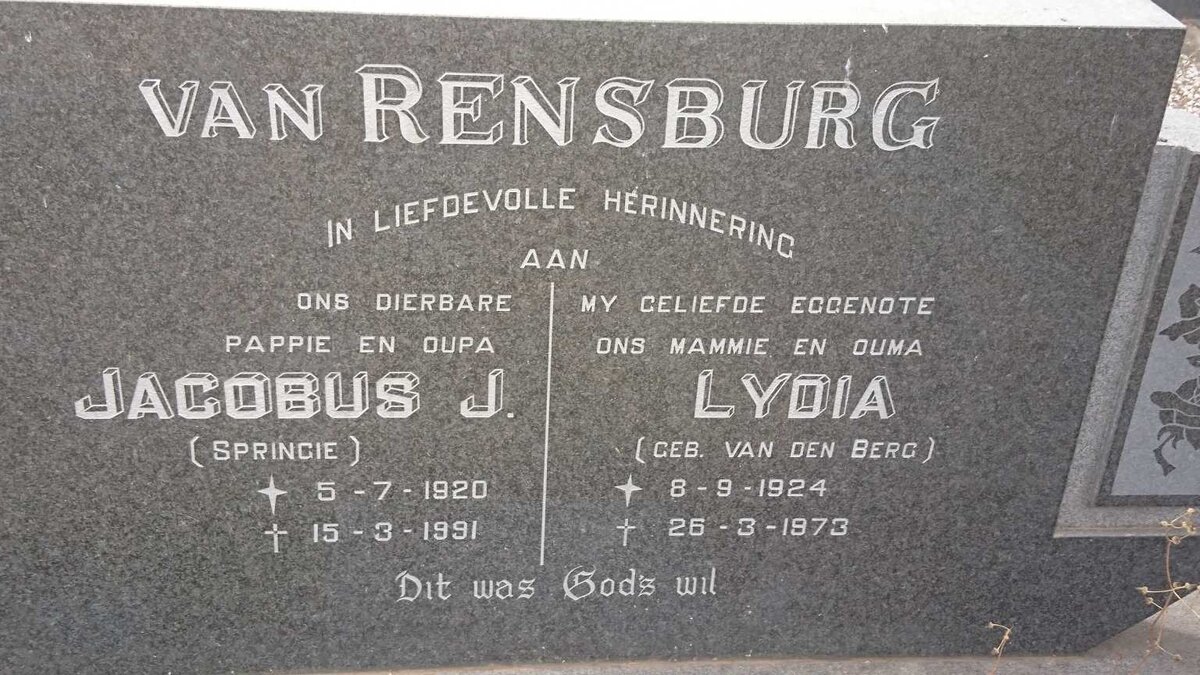 VAN RENSBURG
IN LIEFDEVOLLE HERINNERING
AAN
ONS DIERBARE
PAPPIE EN OUPA
JACOBUS J.
(SPRINGIE)
5-7-1920
† 15-3-1991
MY GELIEFDE EGGENOTE
ONS MAMMIE EN OUMA
LYDIA
(GEB. VAN DEN BERG)
8-9-1924
† 26-3-1973
Dit was God's wil